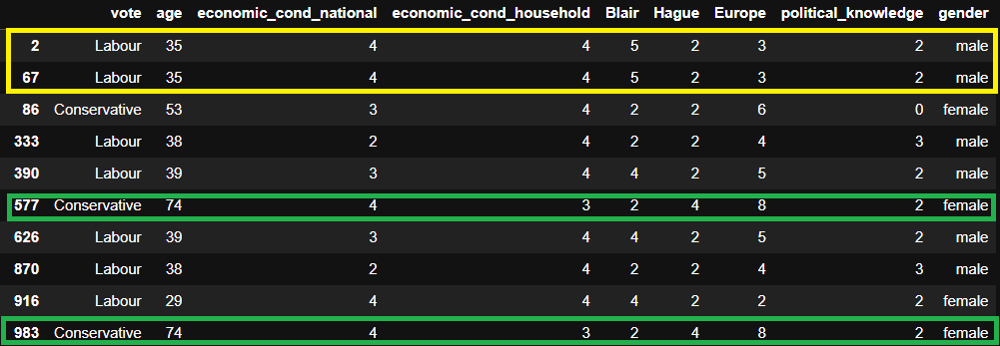 vote age economic_cond_national economic_cond_household Blair Hague Europe political_knowledge gender
2 Labour 35 4 4 5 2 3 2 male
67 Labour 35 4 4 5 2 3 2 male
86 Conservative 53 3 4 2 2 6 0 female
333 Labour 38 2 4 2 2 4 3 male
390 Labour 39 3 4 4 2 5 2 male
577 Conservative 74 4 3 2 4 8 2 female
626 Labour 39 3 4 4 2 5 2 male
870 Labour 38 2 4 2 2 4 3 male
916 Labour 29 4 4 4 2 2 2 female
983 Conservative 74 4 3 2 4 8 2 female